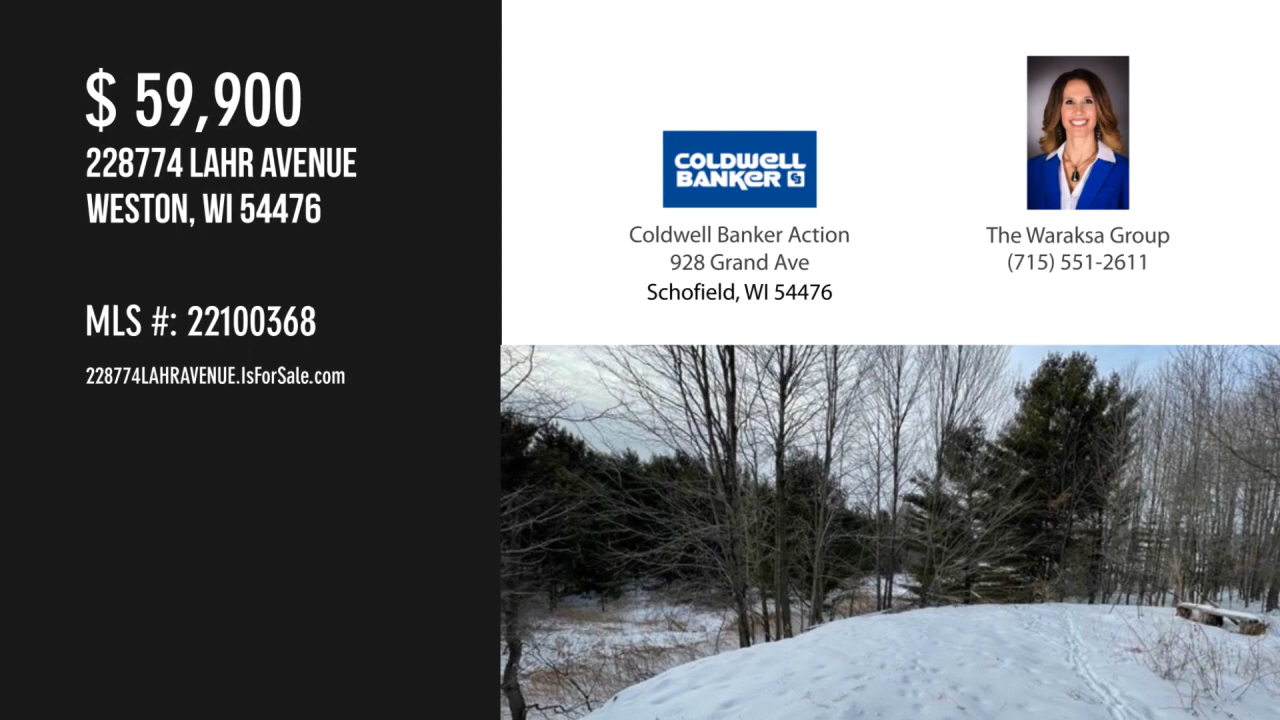 $ 59,900
228774 LAHR AVENUE
WESTON, WI 54476
MLS #: 22100368
228774LAHRAVENUE.IsForSale.com
COLDWELL
BANKER CB
Coldwell Banker Action
928 Grand Ave
Schofield, WI 54476
The Waraksa Group
(715) 551-2611